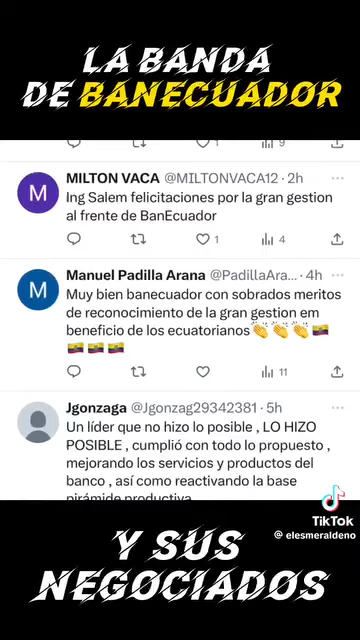 LA BANDA
DE BANECUADOR
1
9
MILTON VACA @MILTONVACA12 · 2h
Ing Salem felicitaciones por la gran gestion
al frente de BanEcuador
1
4
Manuel Padilla Arana @PadillaAra... · 4h
Muy bien banecuador con sobrados meritos
de reconocimiento de la gran gestion em
beneficio de los ecuatorianos👏👏👏🇪🇨
🇪🇨🇪🇨🇪🇨
11
Jgonzaga @Jgonzag29342381 · 5h
Un líder que no hizo lo posible , LO HIZO
POSIBLE , cumplió con todo lo propuesto ,
mejorando los servicios y productos del
banco , así como reactivando la base
pirámide productiva
TikTok
@elesmeraldeno
Y SUS
NEGOCIADOS